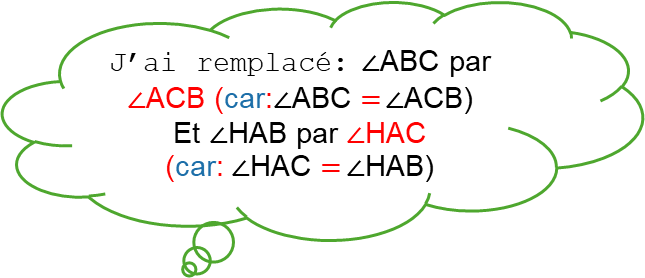 J’ai remplacé: ∠ABC par
∠ACB (car:∠ABC = ∠ACB)
Et ∠HAB par ∠HAC
(car: ∠HAC = ∠HAB)